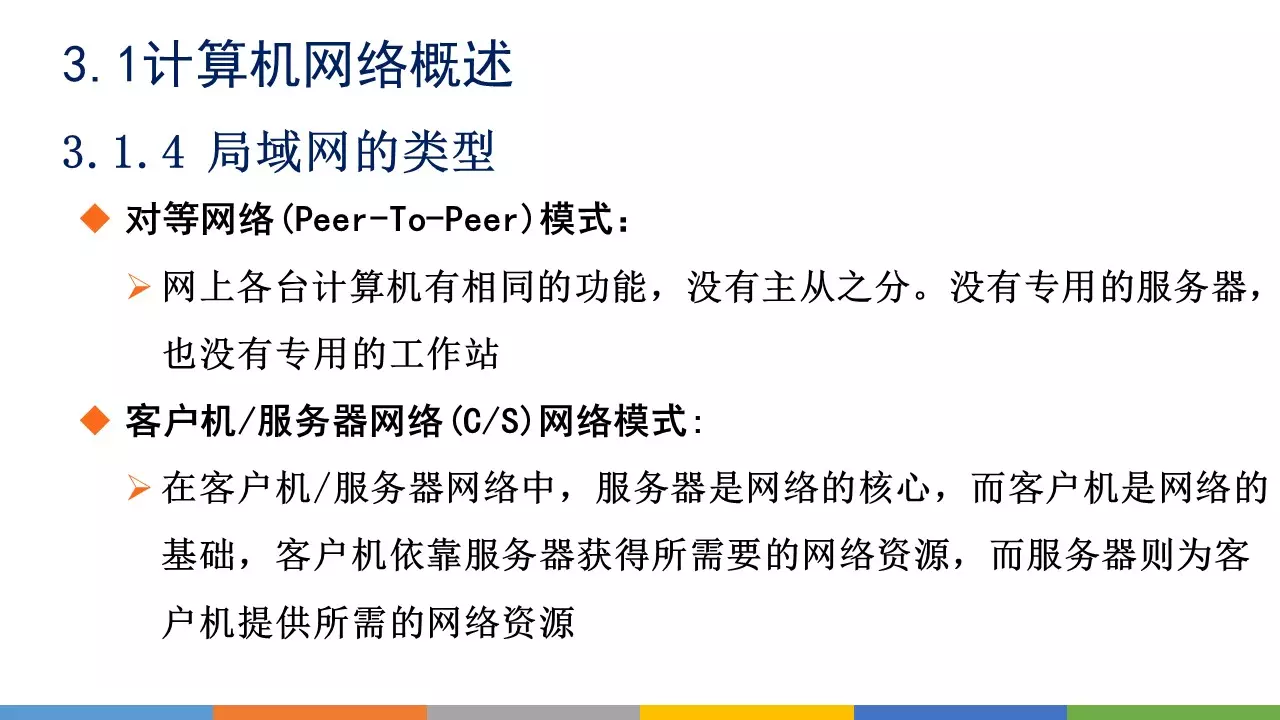 3.1计算机网络概述
3.1.4 局域网的类型
对等网络(Peer-To-Peer)模式：
网上各台计算机有相同的功能，没有主从之分。没有专用的服务器，
也没有专用的工作站
客户机/服务器网络(C/S)网络模式:
在客户机/服务器网络中，服务器是网络的核心，而客户机是网络的
基础，客户机依靠服务器获得所需要的网络资源，而服务器则为客
户机提供所需的网络资源